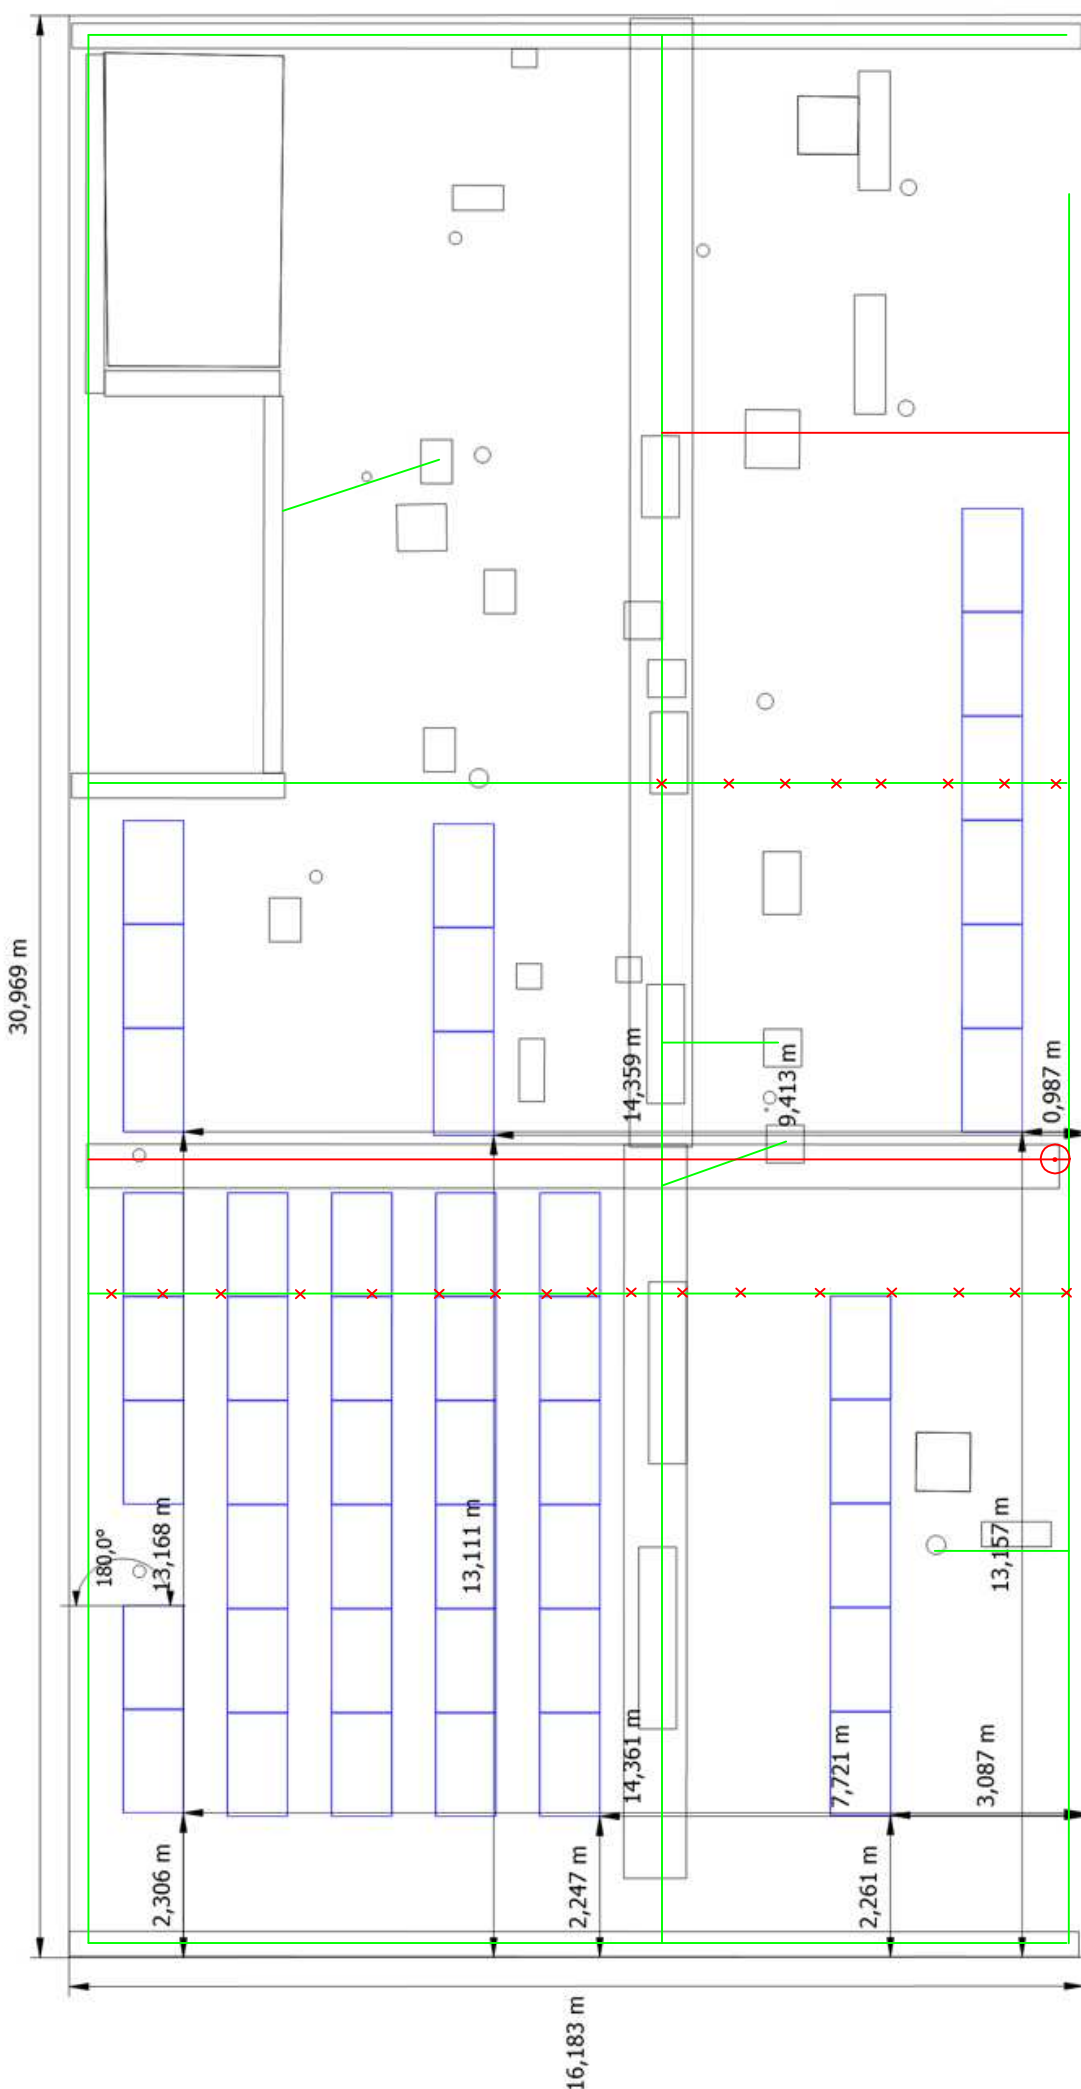 30,969 m
14,359 m
9,413 m
0,987 m
180,0°
13,168 m
13,111 m
13,157 m
14,361 m
7,721 m
3,087 m
2,306 m
2,247 m
2,261 m
16,183 m